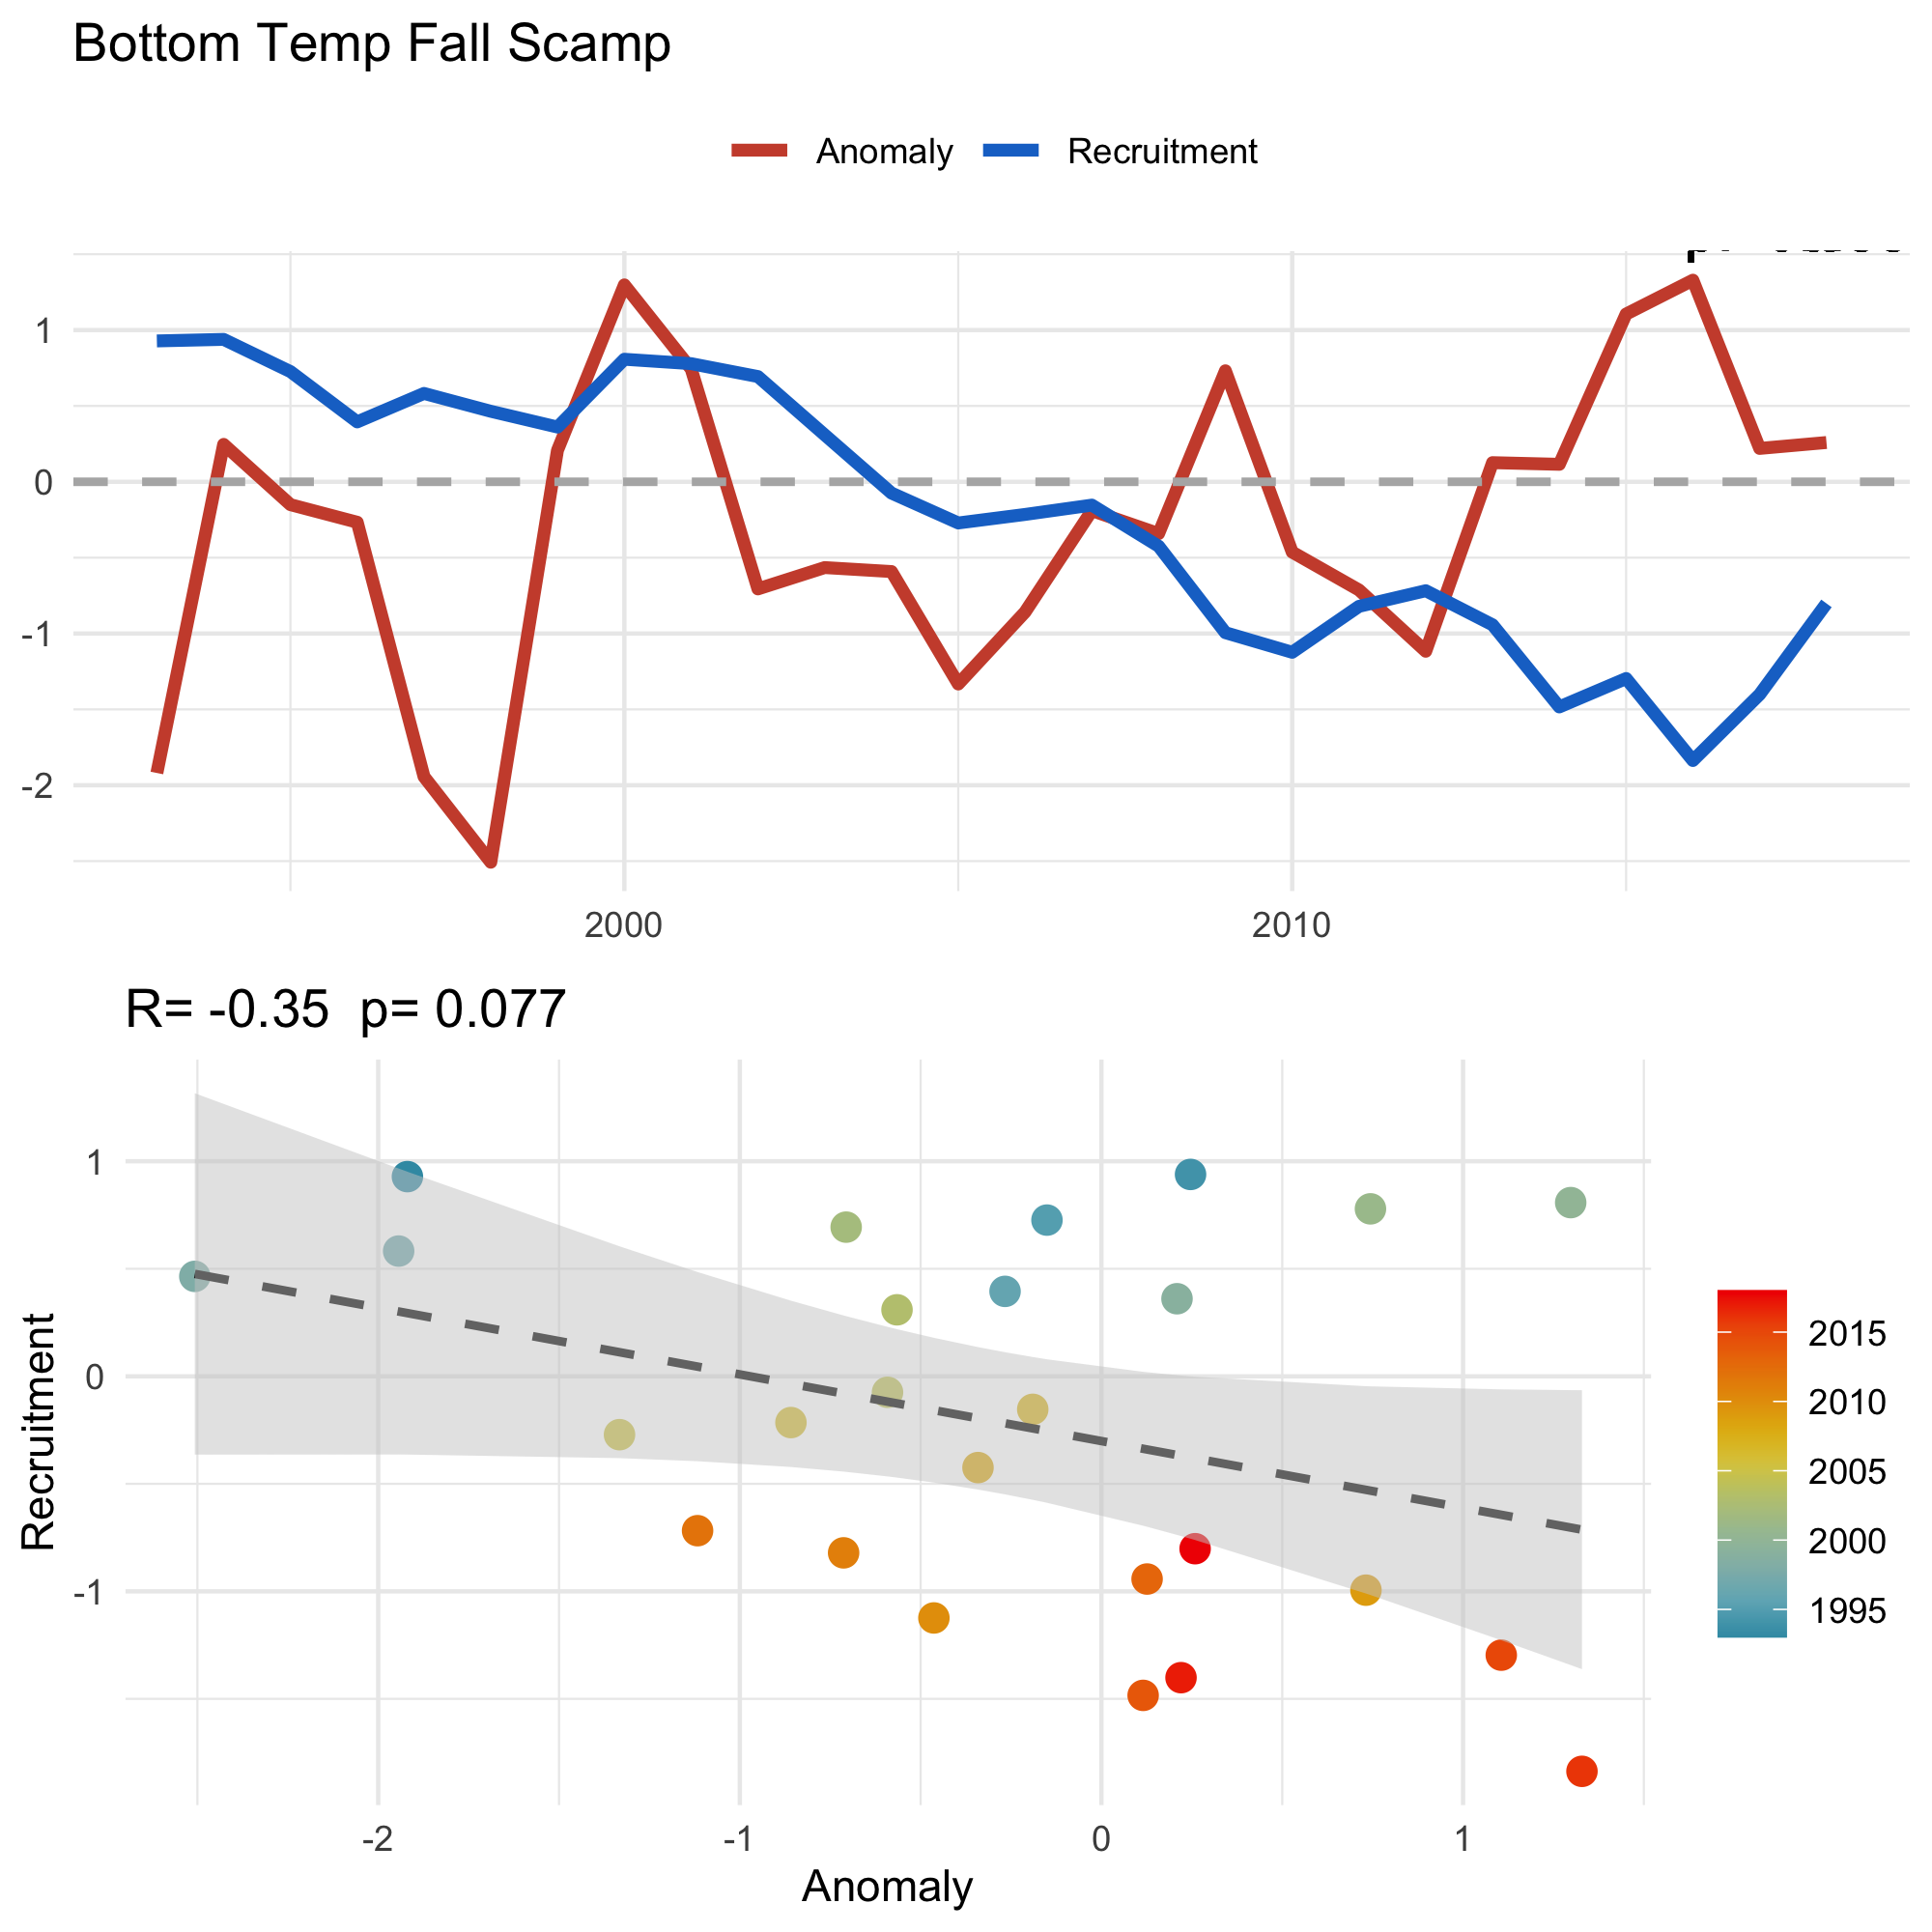 Bottom Temp Fall Scamp
Anomaly Recruitment
1
0
-1
-2
2000 2010
R= -0.35 p= 0.077
1
0
-1
Recruitment
-2 -1 0 1
Anomaly
2015
2010
2005
2000
1995